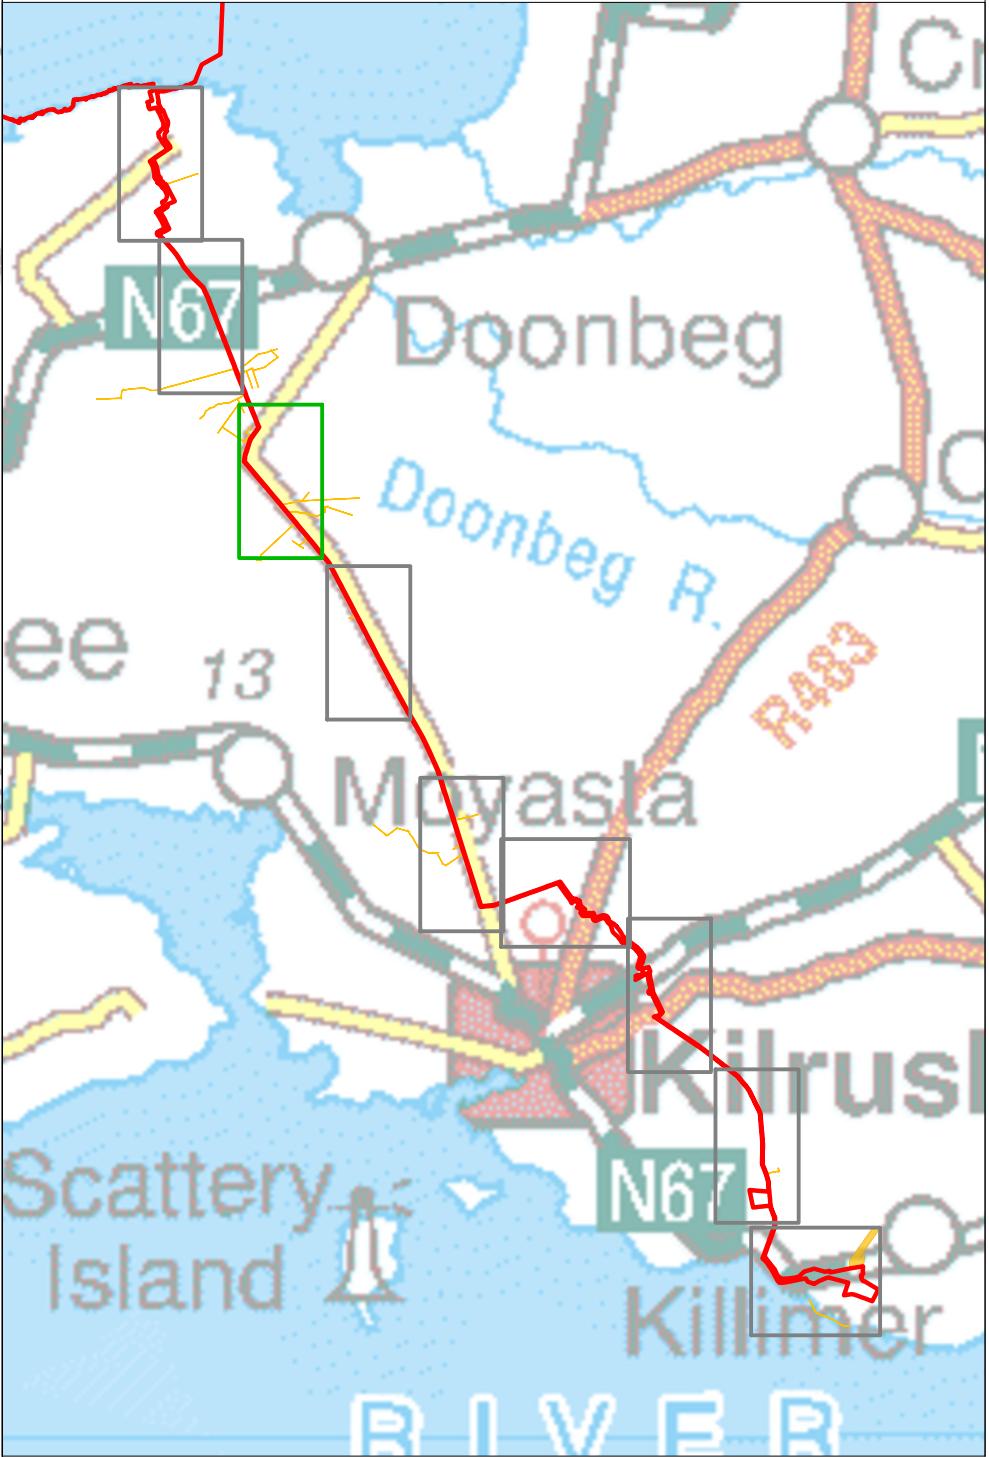 Cr
N67
Doonbeg
Doonbeg R.
C
ee
13
R483
Moyasta
Kilrush
Scattery
Island
N67
Killimer
RIVER